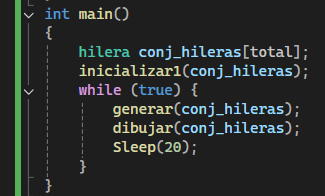 int main()
{
hilera conj_hileras[total];
inicializar1(conj_hileras);
while (true) {
generar(conj_hileras);
dibujar(conj_hileras);
Sleep(20);
}
}